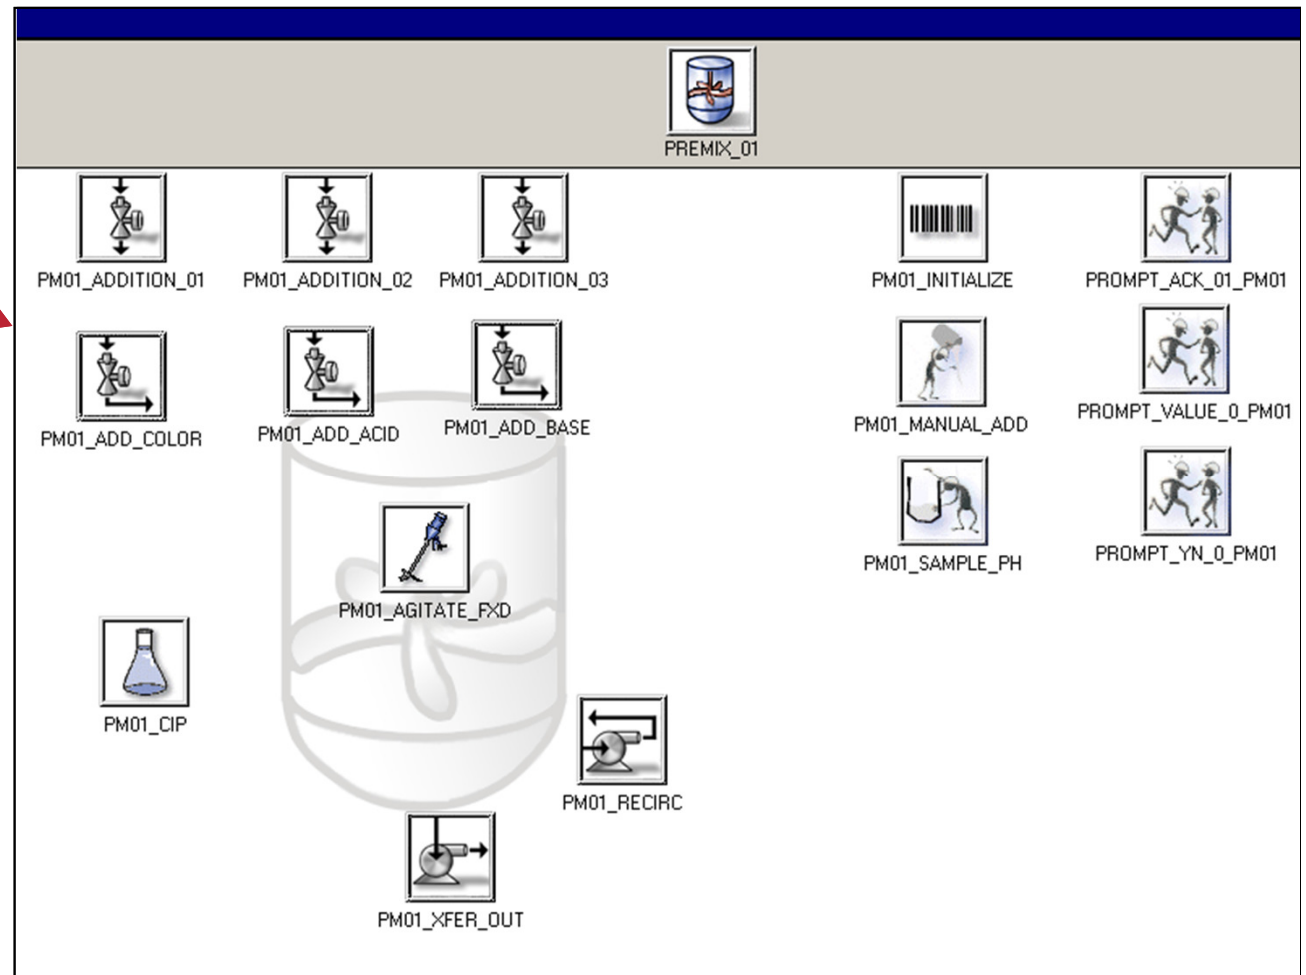 PREMIX_01
PM01_ADDITION_01
PM01_ADDITION_02
PM01_ADDITION_03
PM01_INITIALIZE
PROMPT_ACK_01_PM01
PM01_ADD_COLOR
PM01_ADD_ACID
PM01_ADD_BASE
PM01_MANUAL_ADD
PROMPT_VALUE_0_PM01
PM01_AGITATE_FXD
PM01_SAMPLE_PH
PROMPT_YN_0_PM01
PM01_CIP
PM01_RECIRC
PM01_XFER_OUT